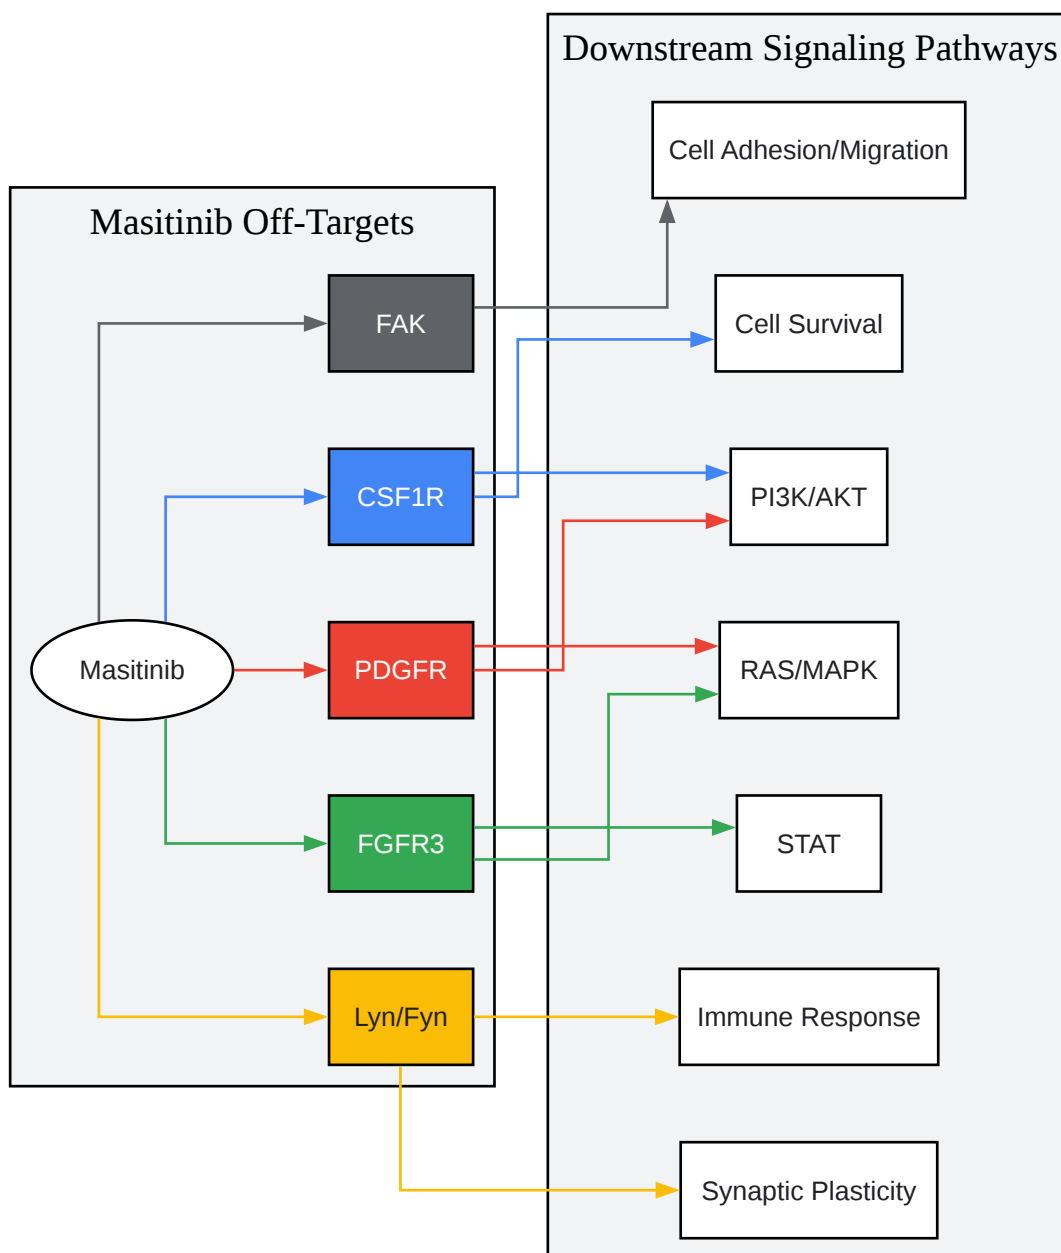 Downstream Signaling Pathways
Cell Adhesion/Migration
Masitinib Off-Targets
FAK
Cell Survival
CSF1R
PI3K/AKT
Masitinib
PDGFR
RAS/MAPK
FGFR3
STAT
Lyn/Fyn
Immune Response
Synaptic Plasticity